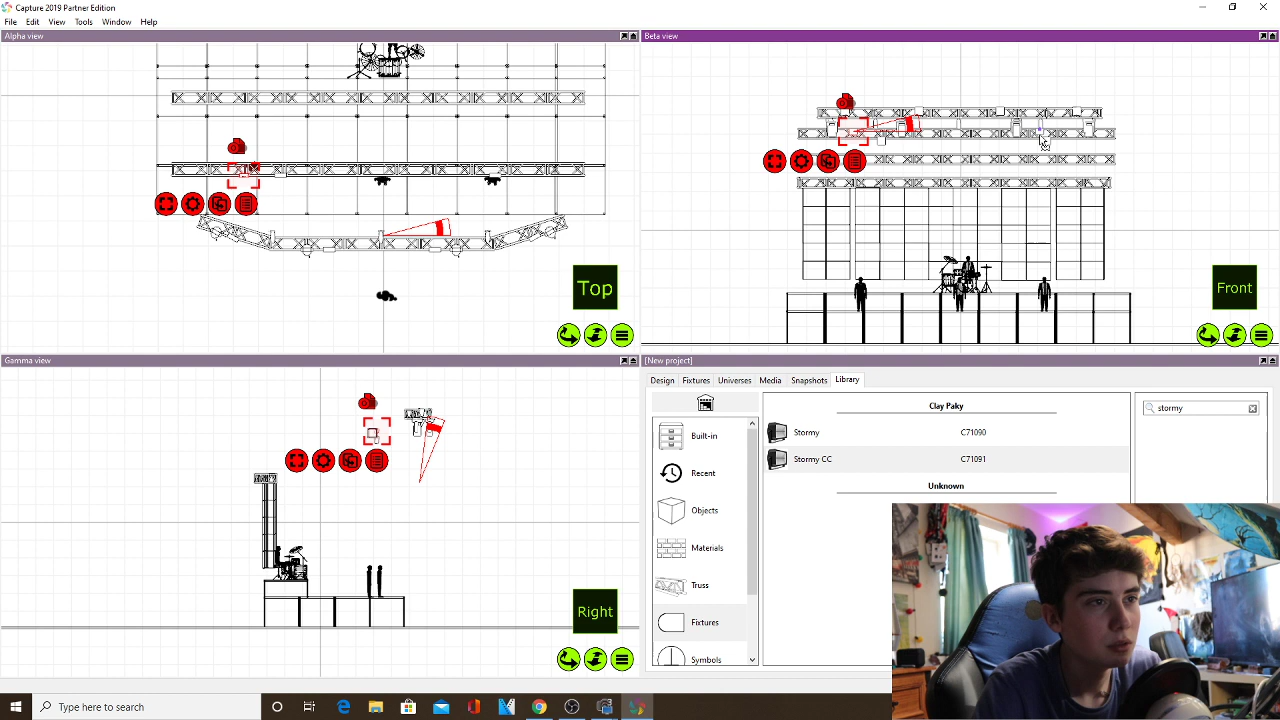 Capture 2019 Partner Edition
File Edit View Tools Window Help
Alpha view
Beta view
Top
Front
Gamma view
[New project]
Design Fixtures Universes Media Snapshots Library
Clay Paky
stormy
Built-in
Stormy C71090
Stormy CC C71091
Recent
Unknown
Objects
Materials
Truss
Right
Fixtures
Symbols
Type here to search